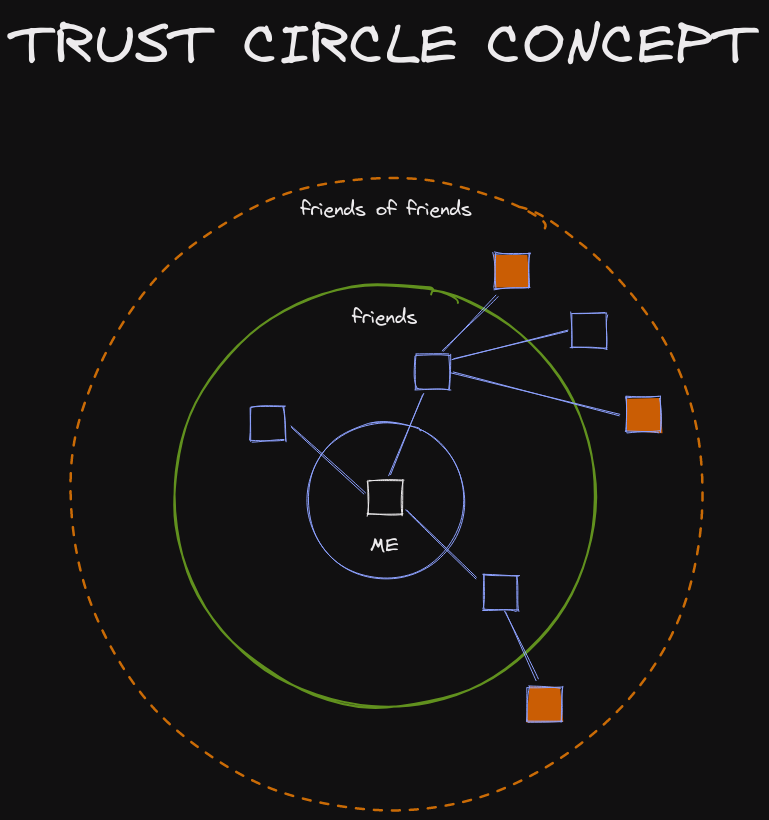 TRUST CIRCLE CONCEPT
friends of friends
friends
ME